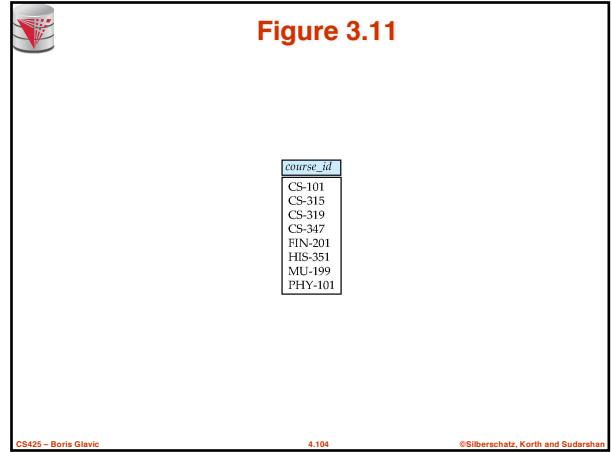 Figure 3.11
course_id
CS-101
CS-315
CS-319
CS-347
FIN-201
HIS-351
MU-199
PHY-101
CS425 – Boris Glavic
4.104
©Silberschatz, Korth and Sudarshan